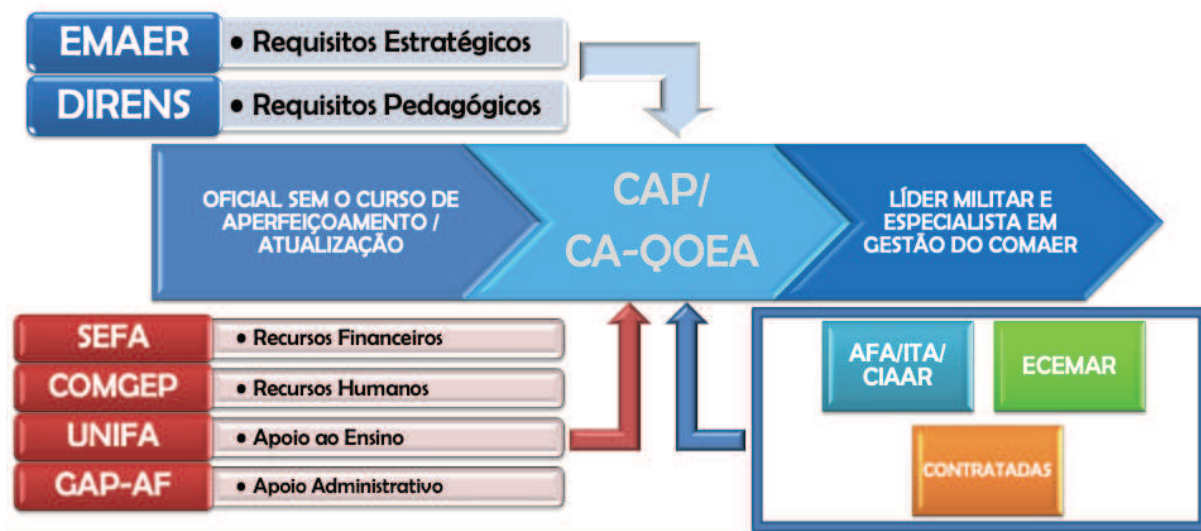 EMAER
• Requisitos Estratégicos
DIRENS
• Requisitos Pedagógicos
OFICIAL SEM O CURSO DE
APERFEIÇOAMENTO /
ATUALIZAÇÃO
CAP/
CA-QOEA
LÍDER MILITAR E
ESPECIALISTA EM
GESTÃO DO COMAER
SEFA
• Recursos Financeiros
COMGEP
• Recursos Humanos
UNIFA
• Apoio ao Ensino
GAP-AF
• Apoio Administrativo
AFA/ITA/
CIAAR
ECEMAR
CONTRATADAS